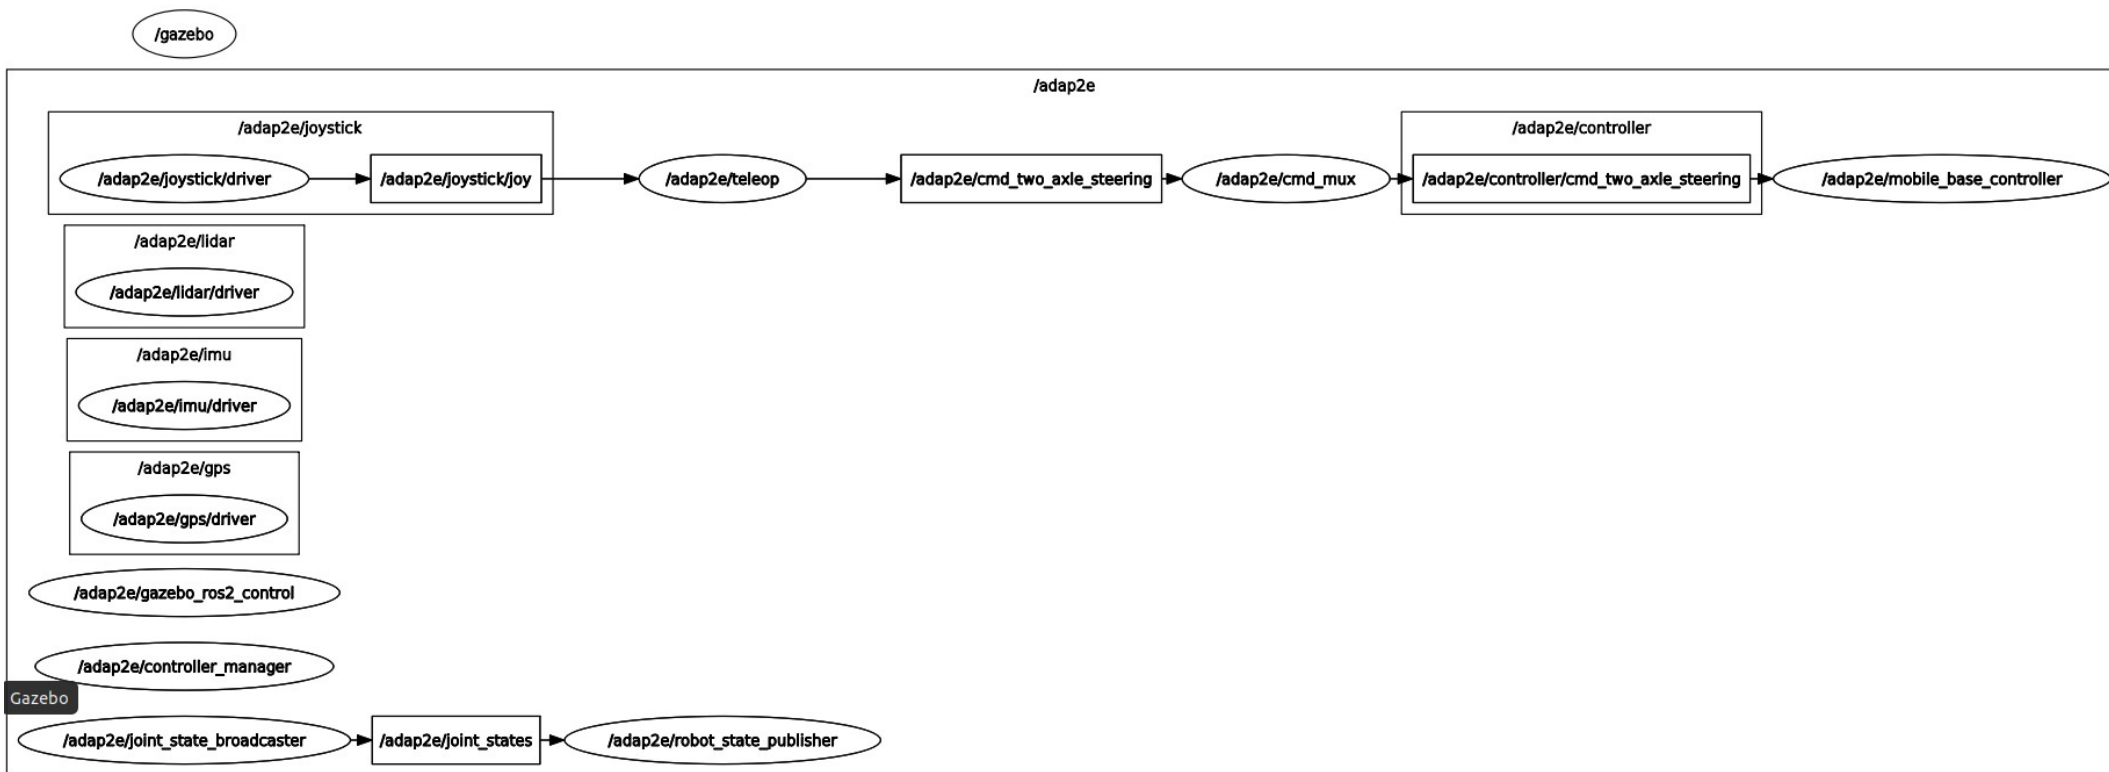 /gazebo
/adap2e
/adap2e/joystick
/adap2e/controller
/adap2e/joystick/driver
/adap2e/joystick/joy
/adap2e/teleop
/adap2e/cmd_two_axle_steering
/adap2e/cmd_mux
/adap2e/controller/cmd_two_axle_steering
/adap2e/mobile_base_controller
/adap2e/lidar
/adap2e/lidar/driver
/adap2e/imu
/adap2e/imu/driver
/adap2e/gps
/adap2e/gps/driver
/adap2e/gazebo_ros2_control
/adap2e/controller_manager
Gazebo
/adap2e/joint_state_broadcaster
/adap2e/joint_states
/adap2e/robot_state_publisher